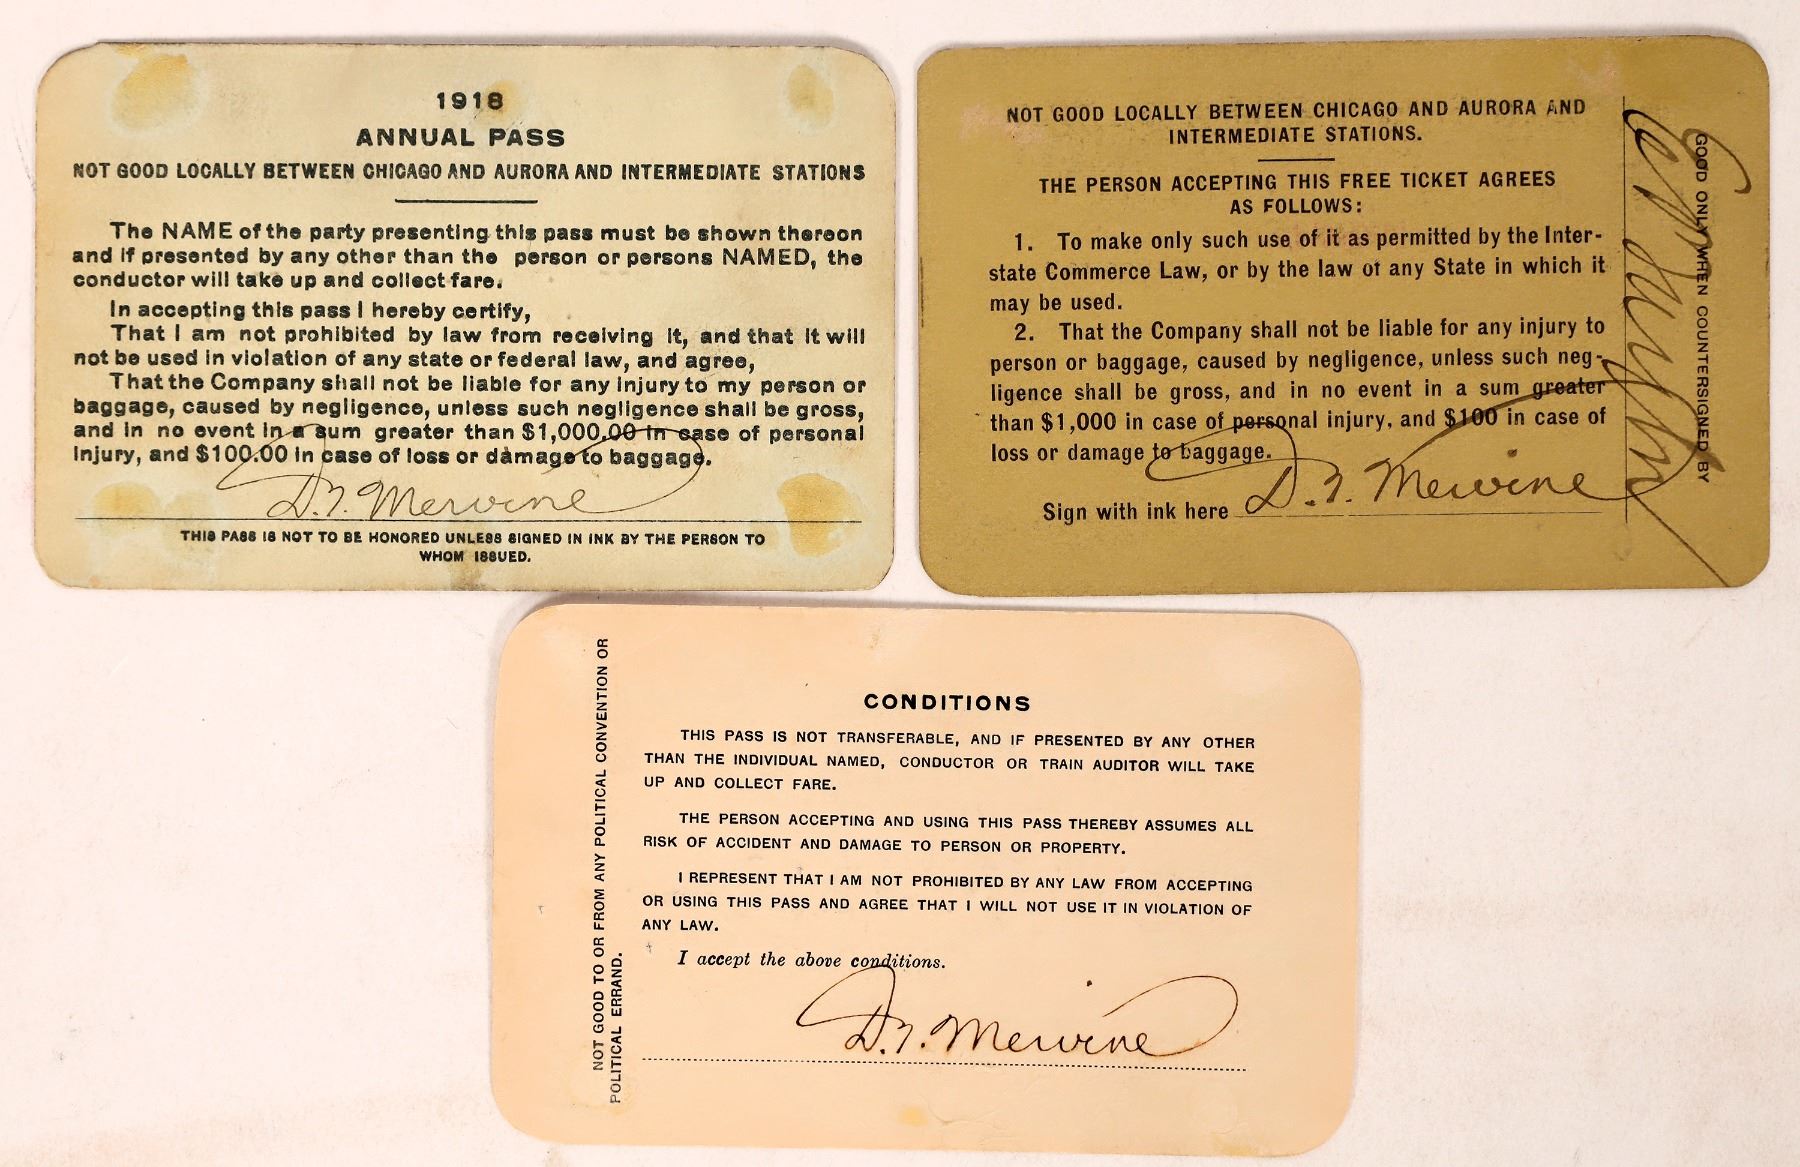 1918
ANNUAL PASS
NOT GOOD LOCALLY BETWEEN CHICAGO AND AURORA AND INTERMEDIATE STATIONS
The NAME of the party presenting this pass must be shown thereon
and if presented by any other than the person or persons NAMED, the
conductor will take up and collect fare.
In accepting this pass I hereby certify,
That I am not prohibited by law from receiving it, and that it will
not be used in violation of any state or federal law, and agree,
That the Company shall not be liable for any injury to my person or
baggage, caused by negligence, unless such negligence shall be gross,
and in no event in a sum greater than $1,000.00 in case of personal
injury, and $100.00 in case of loss or damage to baggage.
D. F. Mervine
THIS PASS IS NOT TO BE HONORED UNLESS SIGNED IN INK BY THE PERSON TO
WHOM ISSUED.
NOT GOOD LOCALLY BETWEEN CHICAGO AND AURORA AND
INTERMEDIATE STATIONS.
THE PERSON ACCEPTING THIS FREE TICKET AGREES
AS FOLLOWS:
1. To make only such use of it as permitted by the Inter-
state Commerce Law, or by the law of any State in which it
may be used.
2. That the Company shall not be liable for any injury to
person or baggage, caused by negligence, unless such neg-
ligence shall be gross, and in no event in a sum greater
than $1,000 in case of personal injury, and $100 in case of
loss or damage to baggage.
Sign with ink here D. F. Mervine
GOOD ONLY WHEN COUNTERSIGNED BY
CONDITIONS
THIS PASS IS NOT TRANSFERABLE, AND IF PRESENTED BY ANY OTHER
THAN THE INDIVIDUAL NAMED, CONDUCTOR OR TRAIN AUDITOR WILL TAKE
UP AND COLLECT FARE.
THE PERSON ACCEPTING AND USING THIS PASS THEREBY ASSUMES ALL
RISK OF ACCIDENT AND DAMAGE TO PERSON OR PROPERTY.
I REPRESENT THAT I AM NOT PROHIBITED BY ANY LAW FROM ACCEPTING
OR USING THIS PASS AND AGREE THAT I WILL NOT USE IT IN VIOLATION OF
ANY LAW.
I accept the above conditions.
D. F. Mervine
NOT GOOD TO OR FROM ANY POLITICAL CONVENTION OR
POLITICAL ERRAND.